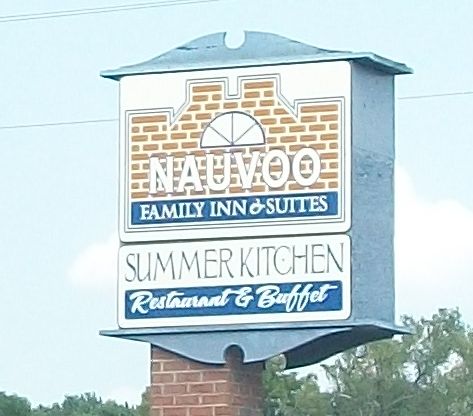 NAUVOO
FAMILY INN & SUITES
SUMMER KITCHEN
Restaurant & Buffet